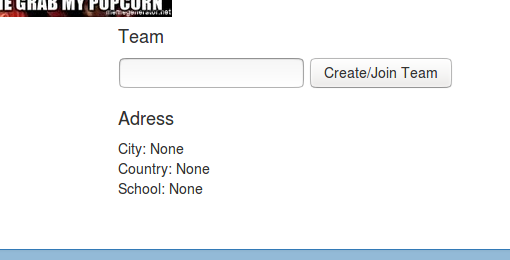 E GRAB MY POPCORN
memegenerator.net
Team
Create/Join Team
Adress
City: None
Country: None
School: None